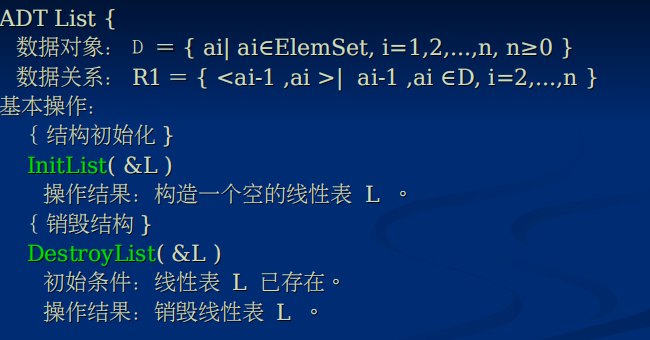 ADT List {
数据对象: D = { ai| ai∈ElemSet, i=1,2,...,n, n≥0 }
数据关系: R1 = { <ai-1 ,ai >| ai-1 ,ai ∈D, i=2,...,n }
基本操作:
{ 结构初始化 }
InitList( &L )
操作结果: 构造一个空的线性表 L 。
{ 销毁结构 }
DestroyList( &L )
初始条件: 线性表 L 已存在。
操作结果: 销毁线性表 L 。